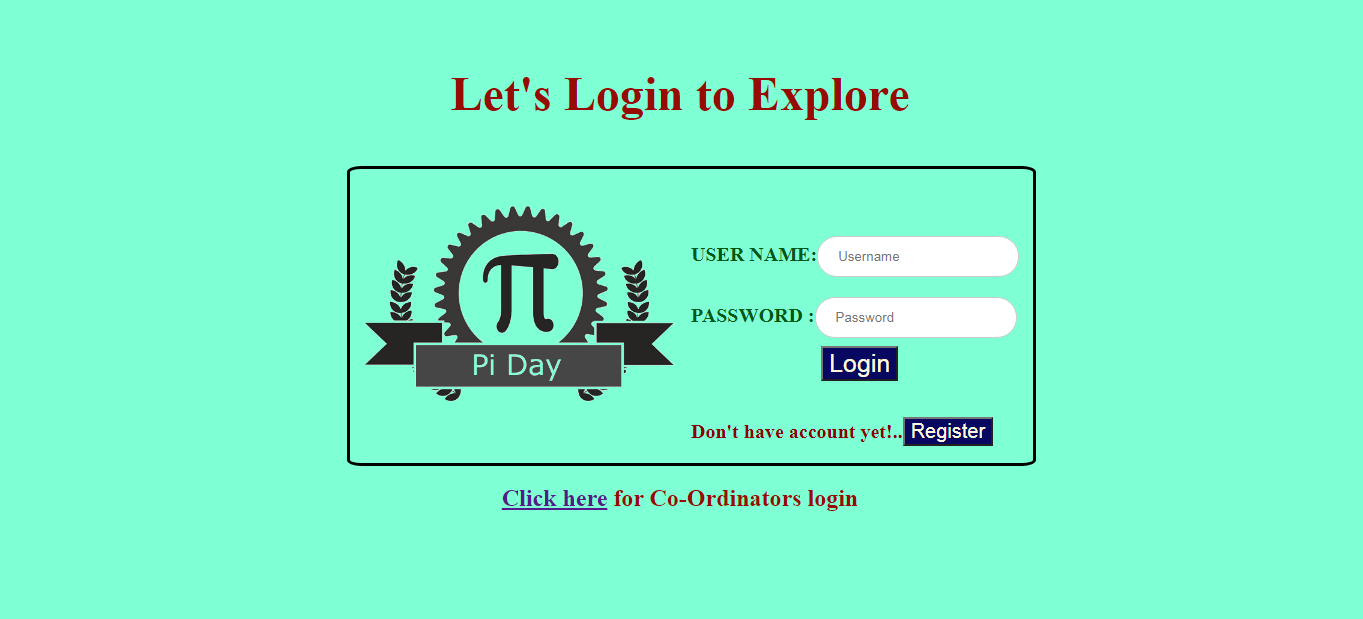 Let's Login to Explore
π
Pi Day
USER NAME: Username
PASSWORD : Password
Login
Don't have account yet!.. Register
Click here for Co-Ordinators login